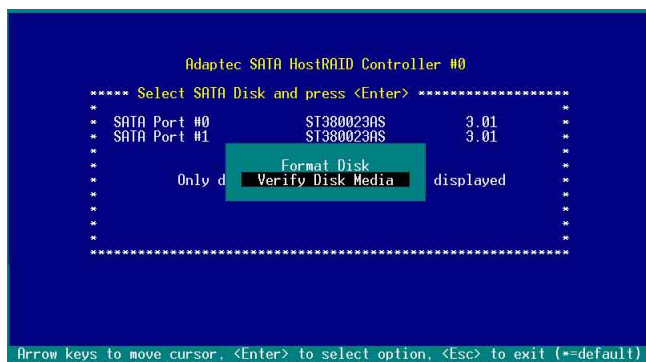 Adaptec SATA HostRAID Controller #0
***** Select SATA Disk and press <Enter> *******************
SATA Port #0 ST380023AS 3.01
SATA Port #1 ST380023AS 3.01
Format Disk
Only d Verify Disk Media displayed
Arrow keys to move cursor, <Enter> to select option, <Esc> to exit (*=default)